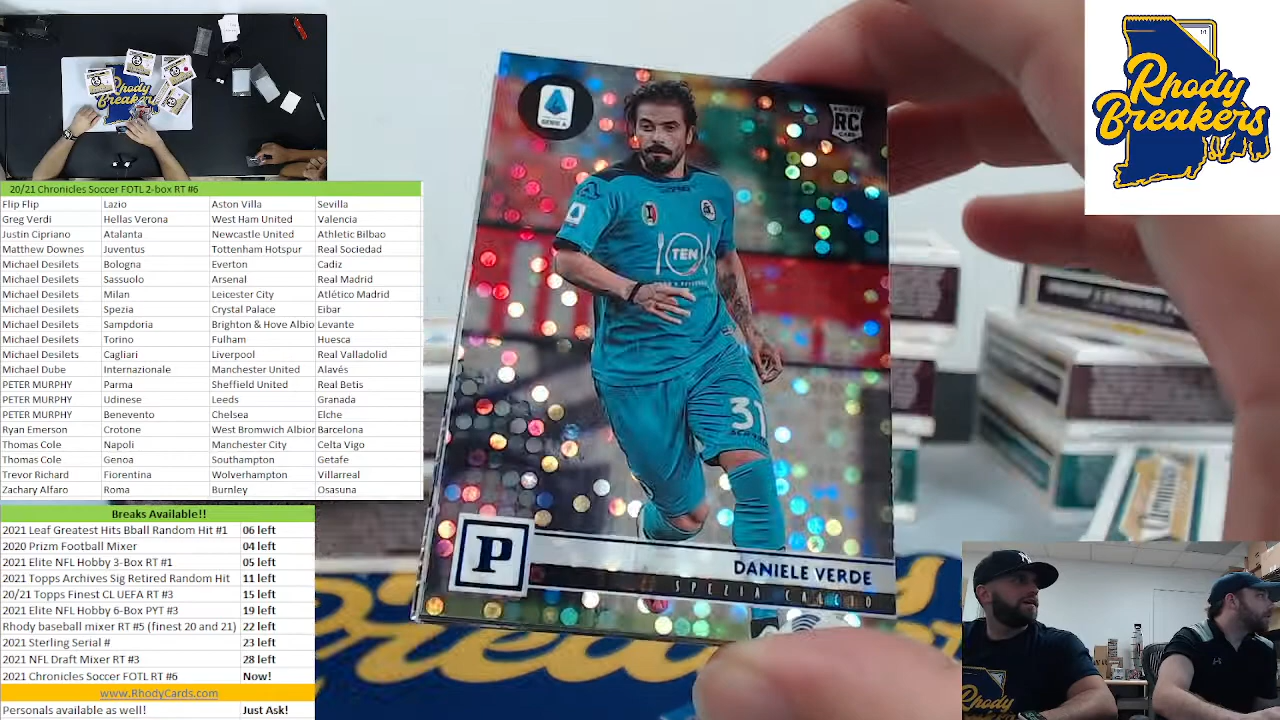 Rhody
Breakers
20/21 Chronicles Soccer FOTL 2-box RT #6
Flip Flip Lazio Aston Villa Sevilla
Greg Verdi Hellas Verona West Ham United Valencia
Justin Cipriano Atalanta Newcastle United Athletic Bilbao
Matthew Downes Juventus Tottenham Hotspur Real Sociedad
Michael Desilets Bologna Everton Cadiz
Michael Desilets Sassuolo Arsenal Real Madrid
Michael Desilets Milan Leicester City Atlético Madrid
Michael Desilets Spezia Crystal Palace Eibar
Michael Desilets Sampdoria Brighton & Hove Albio Levante
Michael Desilets Torino Fulham Huesca
Michael Desilets Cagliari Liverpool Real Valladolid
Michael Dube Internazionale Manchester United Alavés
PETER MURPHY Parma Sheffield United Real Betis
PETER MURPHY Udinese Leeds Granada
PETER MURPHY Benevento Chelsea Elche
Ryan Emerson Crotone West Bromwich Albion Barcelona
Thomas Cole Napoli Manchester City Celta Vigo
Thomas Cole Genoa Southampton Getafe
Trevor Richard Fiorentina Wolverhampton Villarreal
Zachary Alfaro Roma Burnley Osasuna
Breaks Available!!
2021 Leaf Greatest Hits Bball Random Hit #1 06 left
2020 Prizm Football Mixer 04 left
2021 Elite NFL Hobby 3-Box RT #1 05 left
2021 Topps Archives Sig Retired Random Hit 11 left
20/21 Topps Finest CL UEFA RT #3 15 left
2021 Elite NFL Hobby 6-Box PYT #3 19 left
Rhody baseball mixer RT #5 (finest 20 and 21) 22 left
2021 Sterling Serial # 23 left
2021 NFL Draft Mixer RT #3 28 left
2021 Chronicles Soccer FOTL RT #6 Now!
www.RhodyCards.com
Personals available as well! Just Ask!
SERIE A
ROOKIE
RC
CARD
TEN
31
P
DANIELE VERDE
SPEZIA CALCIO
Rhody
Breakers
Rhody